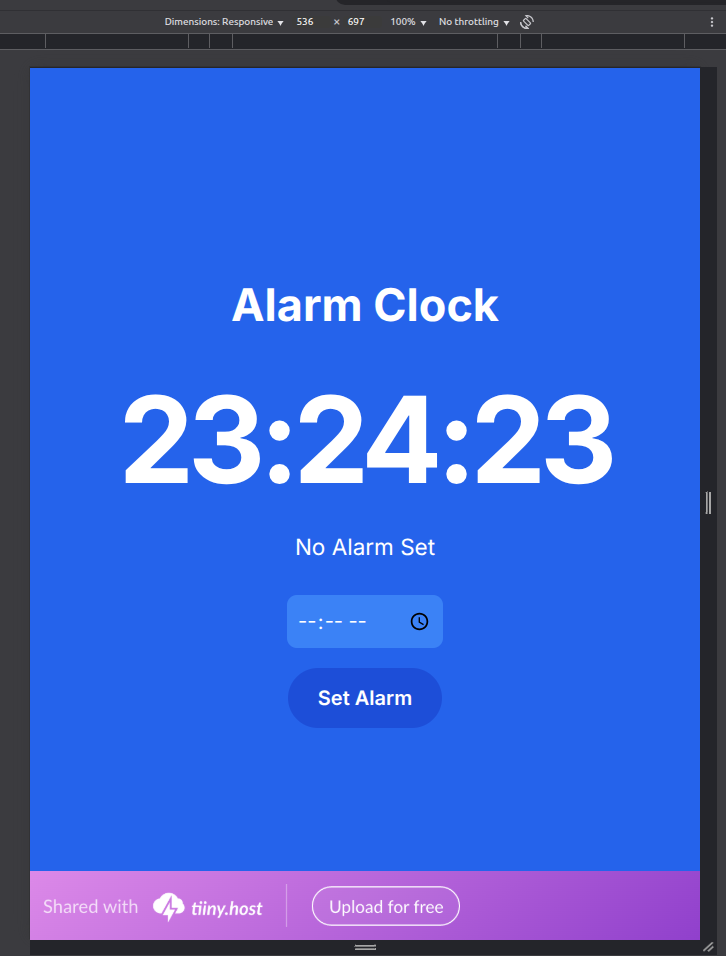 Dimensions: Responsive 536 × 697 100% No throttling
Alarm Clock
23:24:23
No Alarm Set
--:-- --
Set Alarm
Shared with tiiny.host Upload for free